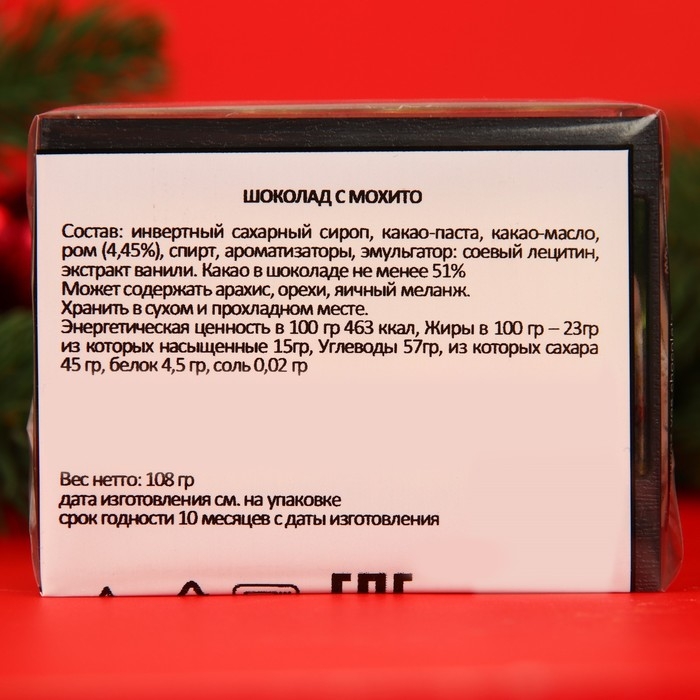 ШОКОЛАД С МОХИТО
Состав: инвертный сахарный сироп, какао-паста, какао-масло,
ром (4,45%), спирт, ароматизаторы, эмульгатор: соевый лецитин,
экстракт ванили. Какао в шоколаде не менее 51%
Может содержать арахис, орехи, яичный меланж.
Хранить в сухом и прохладном месте.
Энергетическая ценность в 100 гр 463 ккал, Жиры в 100 гр – 23гр
из которых насыщенные 15гр, Углеводы 57гр, из которых сахара
45 гр, белок 4,5 гр, соль 0,02 гр
Вес нетто: 108 гр
дата изготовления см. на упаковке
срок годности 10 месяцев с даты изготовления